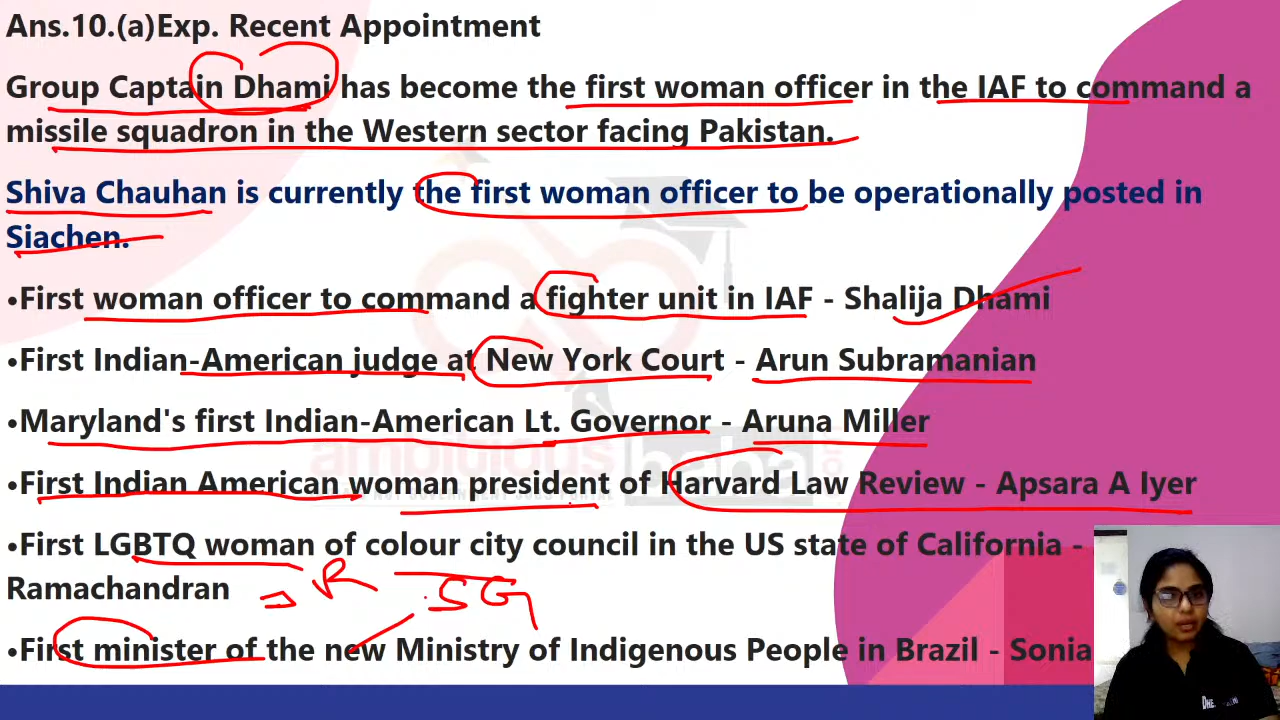 Ans.10.(a)Exp. Recent Appointment
Group Captain Dhami has become the first woman officer in the IAF to command a
missile squadron in the Western sector facing Pakistan.
Shiva Chauhan is currently the first woman officer to be operationally posted in
Siachen.
•First woman officer to command a fighter unit in IAF - Shalija Dhami
•First Indian-American judge at New York Court - Arun Subramanian
•Maryland's first Indian-American Lt. Governor - Aruna Miller
•First Indian American woman president of Harvard Law Review - Apsara A Iyer
•First LGBTQ woman of colour city council in the US state of California -
Ramachandran
R SG
•First minister of the new Ministry of Indigenous People in Brazil - Sonia